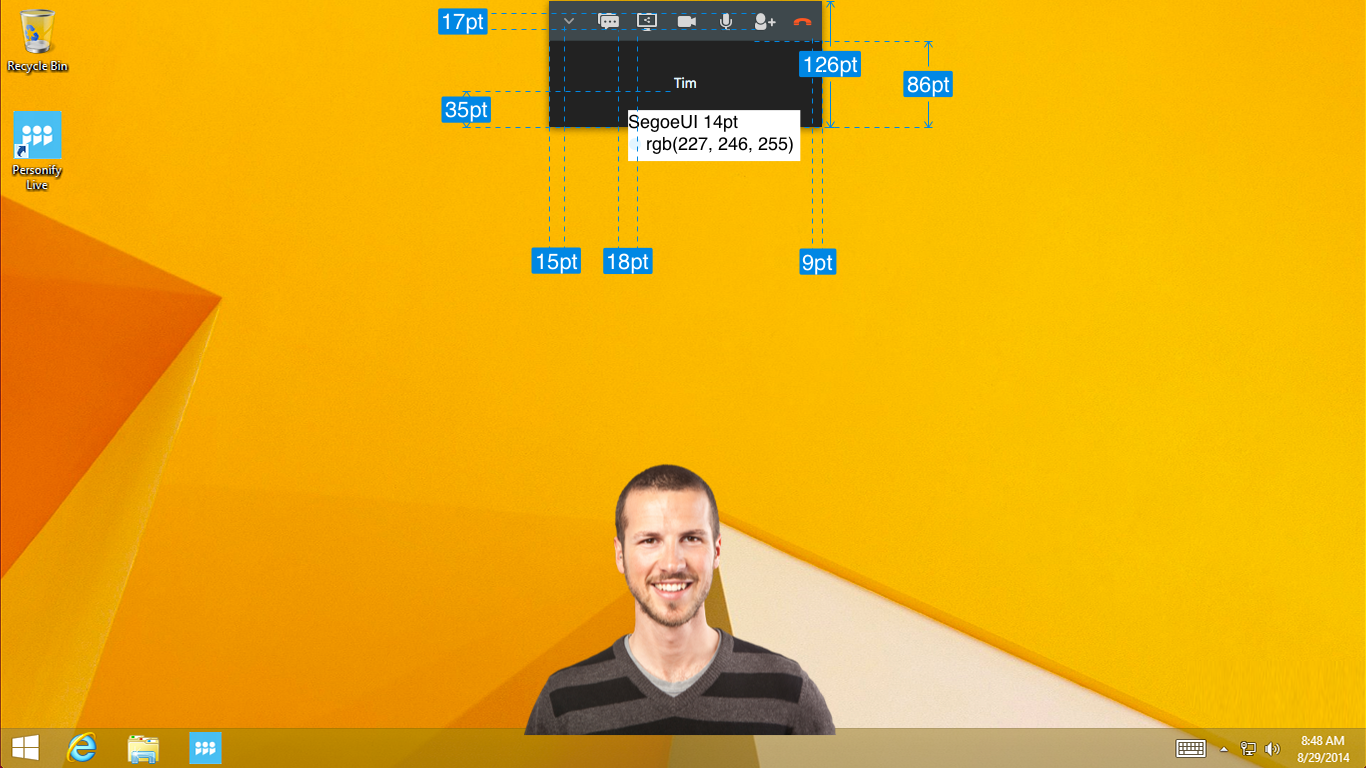 17pt
Recycle Bin
Tim
126pt
86pt
35pt
SegoeUI 14pt
rgb(227, 246, 255)
Personify
Live
15pt
18pt
9pt
8:48 AM
8/29/2014